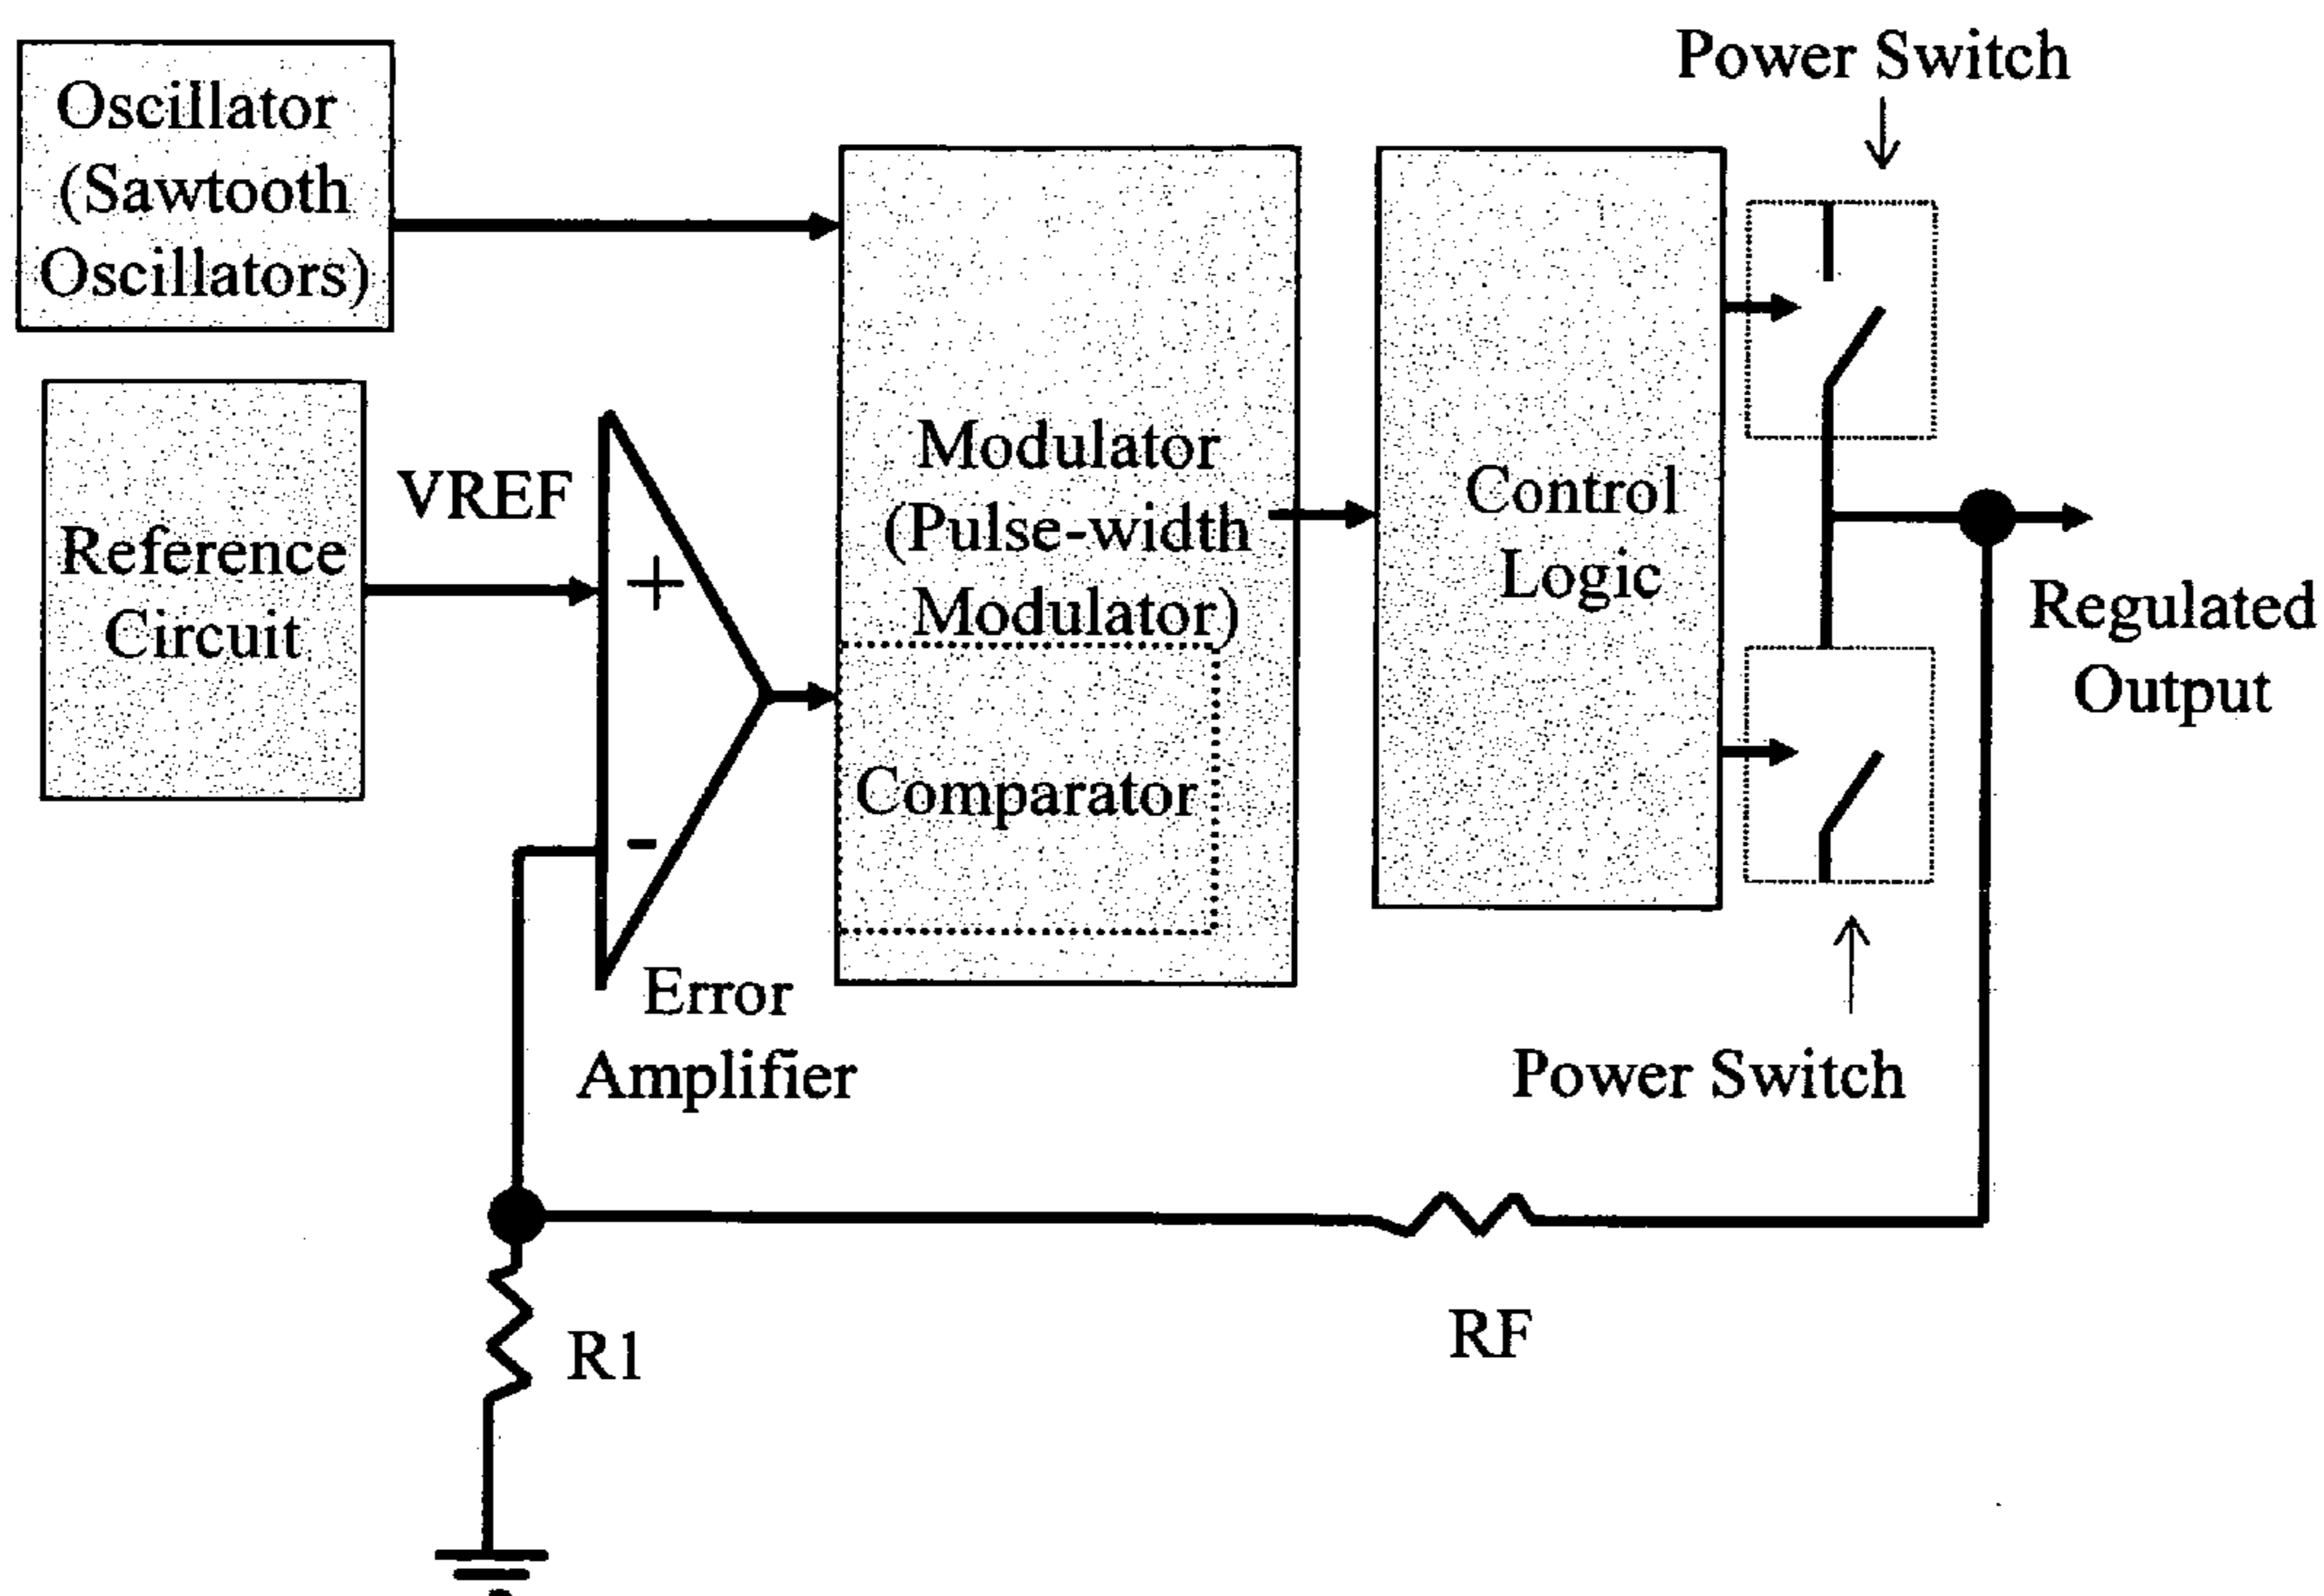 Power Switch
Oscillator
(Sawtooth
Oscillators)
VREF
Reference
Circuit
+
-
Modulator
(Pulse-width
Modulator)
Comparator
Control
Logic
Regulated
Output
Error
Amplifier
Power Switch
RF
R1